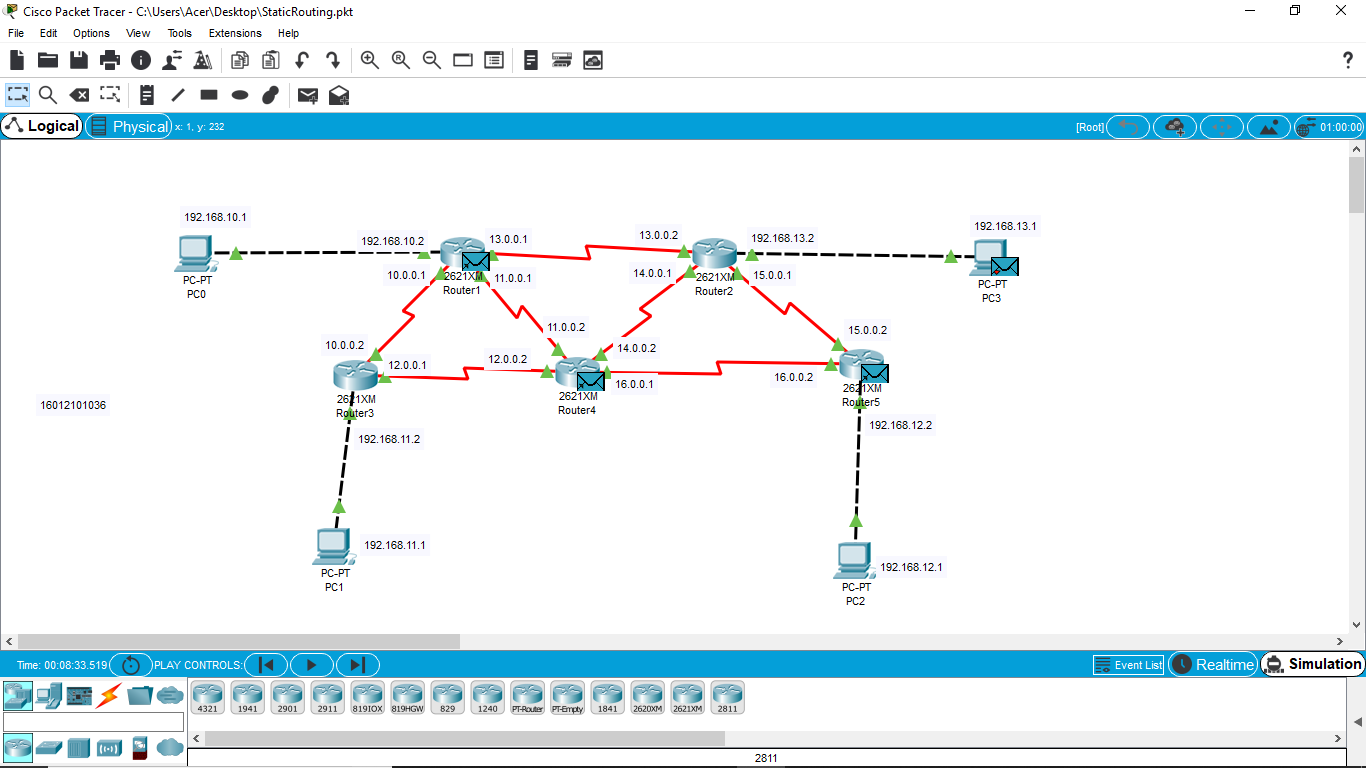 Cisco Packet Tracer - C:\Users\Acer\Desktop\StaticRouting.pkt
File Edit Options View Tools Extensions Help
Logical Physical x: 1, y: 232 [Root] 01:00:00
192.168.10.1
192.168.10.2
PC-PT
PC0
13.0.0.1
10.0.0.1
11.0.0.1
2621XM
Router1
13.0.0.2
192.168.13.2
14.0.0.1
15.0.0.1
2621XM
Router2
192.168.13.1
PC-PT
PC3
10.0.0.2
12.0.0.1
2621XM
Router3
11.0.0.2
12.0.0.2
14.0.0.2
16.0.0.1
2621XM
Router4
15.0.0.2
16.0.0.2
2621XM
Router5
16012101036
192.168.11.2
192.168.12.2
192.168.11.1
PC-PT
PC1
192.168.12.1
PC-PT
PC2
Time: 00:08:33.519 PLAY CONTROLS: Event List Realtime Simulation
4321 1941 2901 2911 819IOX 819HGW 829 1240 PT-Router PT-Empty 1841 2620XM 2621XM 2811
2811